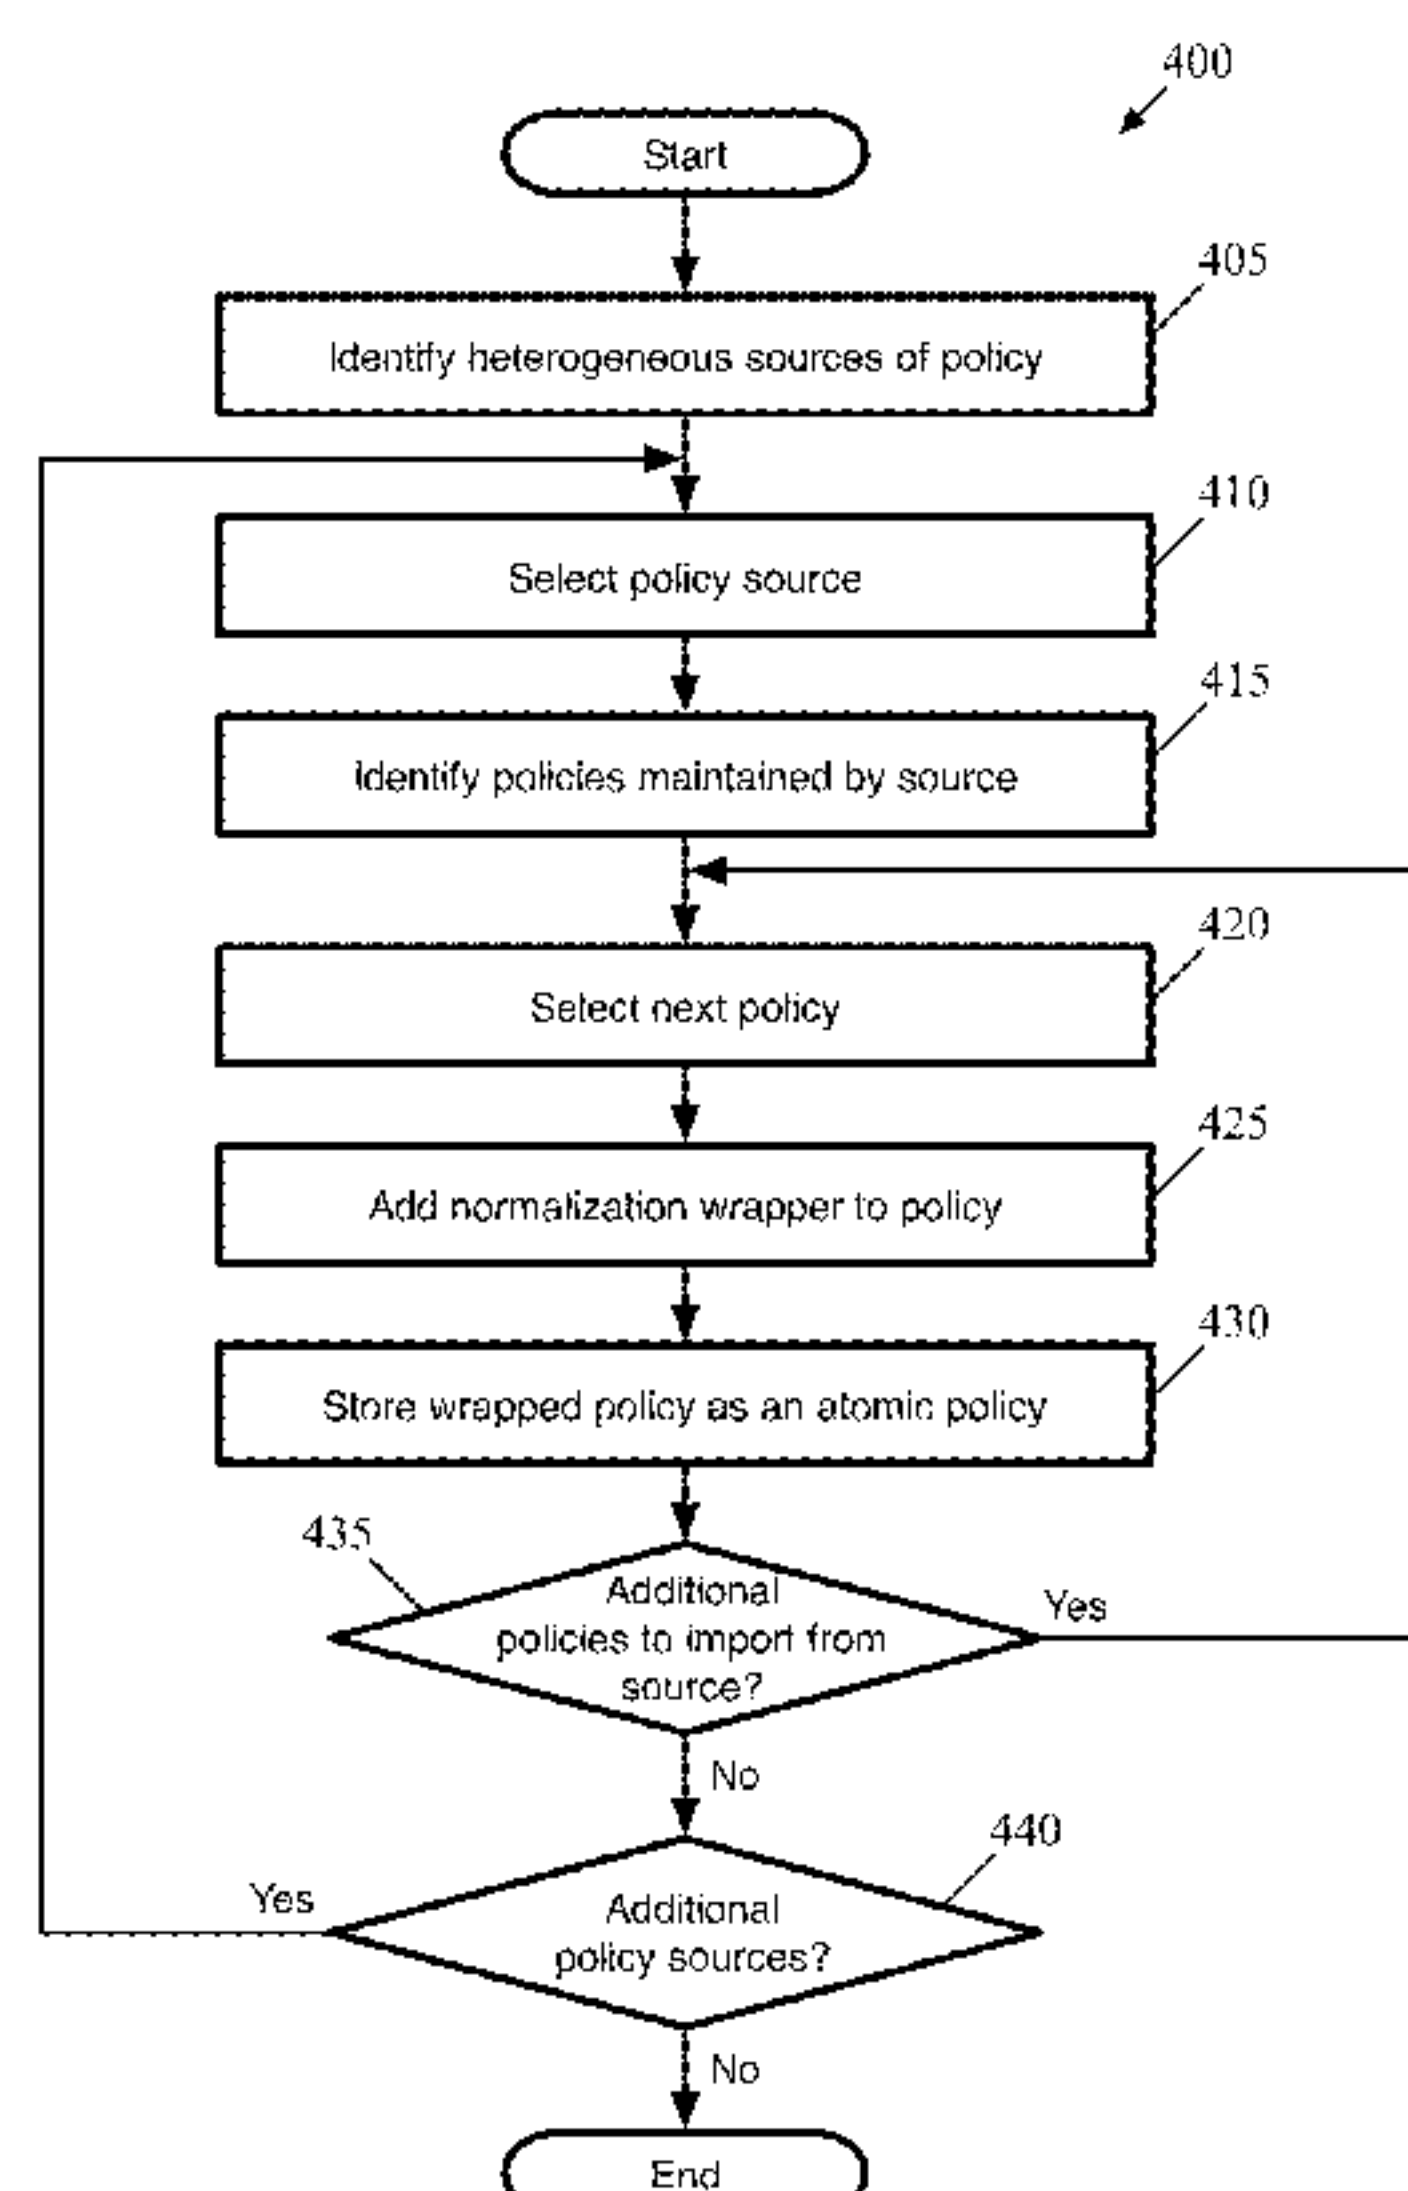 400
Start
405
Identify heterogeneous sources of policy
410
Select policy source
415
Identify policies maintained by source
420
Select next policy
425
Add normalization wrapper to policy
430
Store wrapped policy as an atomic policy
435
Additional
policies to import from
source?
Yes
No
440
Additional
policy sources?
Yes
No
End